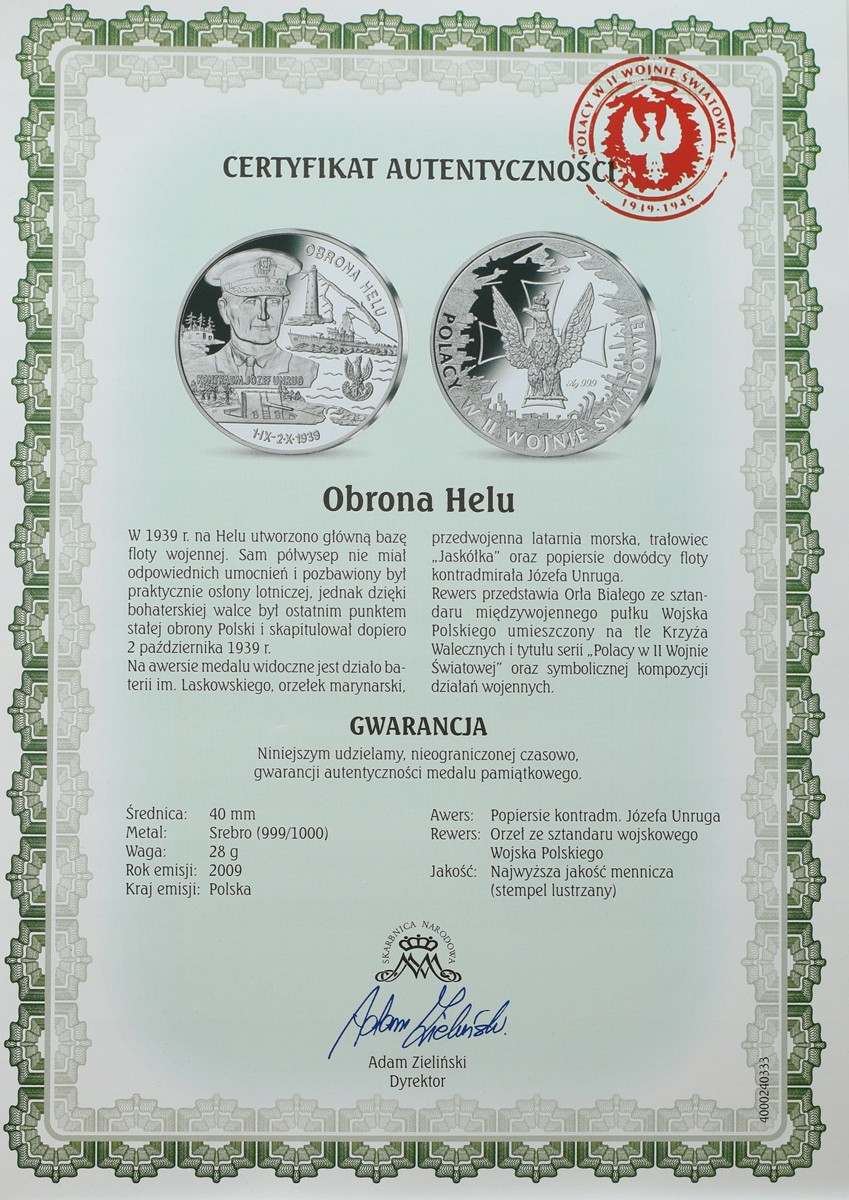 POLACY W II WOJNIE ŚWIATOWEJ
1939-1945
CERTYFIKAT AUTENTYCZNOŚCI
OBRONA HELU
KONTRADM. JÓZEF UNRUG
1-IX-2-X-1939
POLACY W II WOJNIE ŚWIATOWEJ
Ag 999
Obrona Helu
W 1939 r. na Helu utworzono główną bazę
floty wojennej. Sam półwysep nie miał
odpowiednich umocnień i pozbawiony był
praktycznie osłony lotniczej, jednak dzięki
bohaterskiej walce był ostatnim punktem
stałej obrony Polski i skapitulował dopiero
2 października 1939 r.
Na awersie medalu widoczne jest działo ba-
terii im. Laskowskiego, orzełek marynarski,
przedwojenna latarnia morska, trałowiec
„Jaskółka" oraz popiersie dowódcy floty
kontradmirała Józefa Unruga.
Rewers przedstawia Orła Białego ze sztan-
daru międzywojennego pułku Wojska
Polskiego umieszczony na tle Krzyża
Walecznych i tytułu serii „Polacy w II Wojnie
Światowej" oraz symbolicznej kompozycji
działań wojennych.
GWARANCJA
Niniejszym udzielamy, nieograniczonej czasowo,
gwarancji autentyczności medalu pamiątkowego.
Średnica: 40 mm
Metal: Srebro (999/1000)
Waga: 28 g
Rok emisji: 2009
Kraj emisji: Polska
Awers: Popiersie kontradm. Józefa Unruga
Rewers: Orzeł ze sztandaru wojskowego
Wojska Polskiego
Jakość: Najwyższa jakość mennicza
(stempel lustrzany)
SKARBNICA NARODOWA
Adam Zieliński
Adam Zieliński
Dyrektor
4000240333